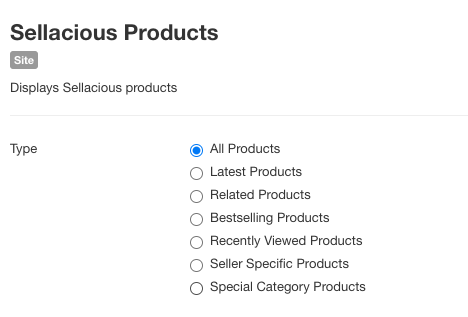 Sellacious Products
Site
Displays Sellacious products
Type
All Products
Latest Products
Related Products
Bestselling Products
Recently Viewed Products
Seller Specific Products
Special Category Products